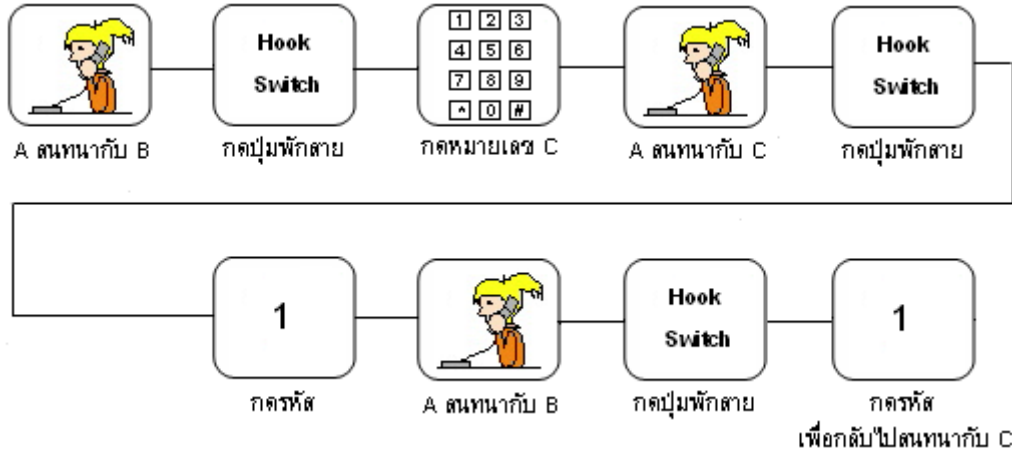 Hook
Switch
1 2 3
4 5 6
7 8 9
* 0 #
Hook
Switch
A สนทนากับ B
กดปุ่มพักสาย
กดหมายเลข C
A สนทนากับ C
กดปุ่มพักสาย
1
Hook
Switch
1
กดรหัส
A สนทนากับ B
กดปุ่มพักสาย
กดรหัส
เพื่อกลับไปสนทนากับ C